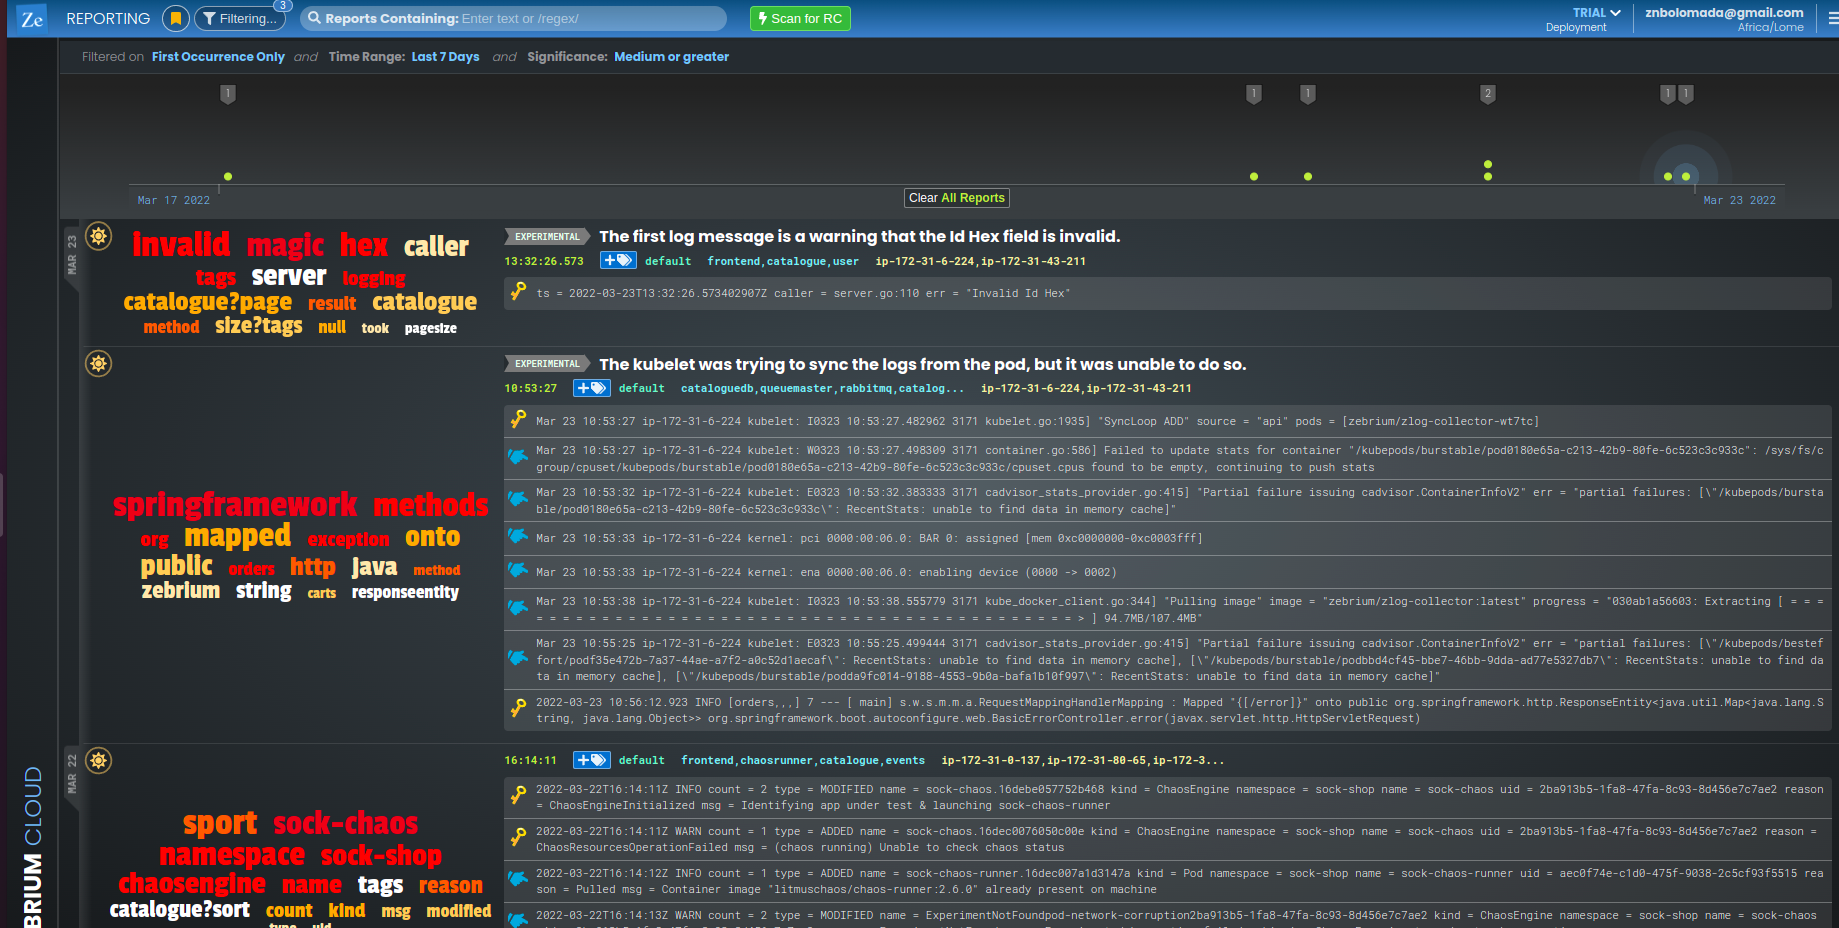 Ze REPORTING Filtering... 3 Reports Containing: Enter text or /regex/ Scan for RC TRIAL Deployment znbolomada@gmail.com Africa/Lome
Filtered on First Occurrence Only and Time Range: Last 7 Days and Significance: Medium or greater
1 1 1 2 1 1
Mar 17 2022 Clear All Reports Mar 23 2022
MAR 23
invalid magic hex caller
tags server logging
catalogue?page result catalogue
method size?tags null took pagesize
EXPERIMENTAL The first log message is a warning that the Id Hex field is invalid.
13:32:26.573 + default frontend,catalogue,user ip-172-31-6-224,ip-172-31-43-211
ts = 2022-03-23T13:32:26.573402907Z caller = server.go:110 err = "Invalid Id Hex"
springframework methods
org mapped exception onto
public orders http java method
zebrium string carts responseentity
EXPERIMENTAL The kubelet was trying to sync the logs from the pod, but it was unable to do so.
10:53:27 + default cataloguedb,queuemaster,rabbitmq,catalog... ip-172-31-6-224,ip-172-31-43-211
Mar 23 10:53:27 ip-172-31-6-224 kubelet: I0323 10:53:27.482962 3171 kubelet.go:1935] "SyncLoop ADD" source = "api" pods = [zebrium/zlog-collector-wt7tc]
Mar 23 10:53:27 ip-172-31-6-224 kubelet: W0323 10:53:27.498309 3171 container.go:586] Failed to update stats for container "/kubepods/burstable/pod0180e65a-c213-42b9-80fe-6c523c3c933c": /sys/fs/c
group/cpuset/kubepods/burstable/pod0180e65a-c213-42b9-80fe-6c523c3c933c/cpuset.cpus found to be empty, continuing to push stats
Mar 23 10:53:32 ip-172-31-6-224 kubelet: E0323 10:53:32.383333 3171 cadvisor_stats_provider.go:415] "Partial failure issuing cadvisor.ContainerInfoV2" err = "partial failures: [\"/kubepods/bursta
ble/pod0180e65a-c213-42b9-80fe-6c523c3c933c\": RecentStats: unable to find data in memory cache]"
Mar 23 10:53:33 ip-172-31-6-224 kernel: pci 0000:00:06.0: BAR 0: assigned [mem 0xc0000000-0xc0003fff]
Mar 23 10:53:33 ip-172-31-6-224 kernel: ena 0000:00:06.0: enabling device (0000 -> 0002)
Mar 23 10:53:38 ip-172-31-6-224 kubelet: I0323 10:53:38.555779 3171 kube_docker_client.go:344] "Pulling image" image = "zebrium/zlog-collector:latest" progress = "030ab1a56603: Extracting [ = = =
= = = = = = = = = = = = = = = = = = = = = = = = = = = = = = = = = = = = = = = = = = = > ] 94.7MB/107.4MB"
Mar 23 10:55:25 ip-172-31-6-224 kubelet: E0323 10:55:25.499444 3171 cadvisor_stats_provider.go:415] "Partial failure issuing cadvisor.ContainerInfoV2" err = "partial failures: [\"/kubepods/bestef
fort/podf35e472b-7a37-44ae-a7f2-a0c52d1aecaf\": RecentStats: unable to find data in memory cache], [\"/kubepods/burstable/podbbd4cf45-bbe7-46bb-9dda-ad77e5327db7\": RecentStats: unable to find da
ta in memory cache], [\"/kubepods/burstable/podda9fc014-9188-4553-9b0a-bafa1b10f997\": RecentStats: unable to find data in memory cache]"
2022-03-23 10:56:12.923 INFO [orders,,,] 7 --- [ main] s.w.s.m.m.a.RequestMappingHandlerMapping : Mapped "{[/error]}" onto public org.springframework.http.ResponseEntity<java.util.Map<java.lang.S
tring, java.lang.Object>> org.springframework.boot.autoconfigure.web.BasicErrorController.error(javax.servlet.http.HttpServletRequest)
MAR 22
sport sock-chaos
namespace sock-shop
chaosengine name tags reason
catalogue?sort count kind msg modified
type uid
16:14:11 + default frontend,chaosrunner,catalogue,events ip-172-31-0-137,ip-172-31-80-65,ip-172-3...
2022-03-22T16:14:11Z INFO count = 2 type = MODIFIED name = sock-chaos.16debe057752b468 kind = ChaosEngine namespace = sock-shop name = sock-chaos uid = 2ba913b5-1fa8-47fa-8c93-8d456e7c7ae2 reason
= ChaosEngineInitialized msg = Identifying app under test & launching sock-chaos-runner
2022-03-22T16:14:11Z WARN count = 1 type = ADDED name = sock-chaos.16dec0076050c00e kind = ChaosEngine namespace = sock-shop name = sock-chaos uid = 2ba913b5-1fa8-47fa-8c93-8d456e7c7ae2 reason =
ChaosResourcesOperationFailed msg = (chaos running) Unable to check chaos status
2022-03-22T16:14:12Z INFO count = 1 type = ADDED name = sock-chaos-runner.16dec007a1d3147a kind = Pod namespace = sock-shop name = sock-chaos-runner uid = aec0f74e-c1d0-475f-9038-2c5cf93f5515 rea
son = Pulled msg = Container image "litmuschaos/chaos-runner:2.6.0" already present on machine
2022-03-22T16:14:13Z WARN count = 2 type = MODIFIED name = ExperimentNotFoundpod-network-corruption2ba913b5-1fa8-47fa-8c93-8d456e7c7ae2 kind = ChaosEngine namespace = sock-shop name = sock-chaos
BRIUM CLOUD